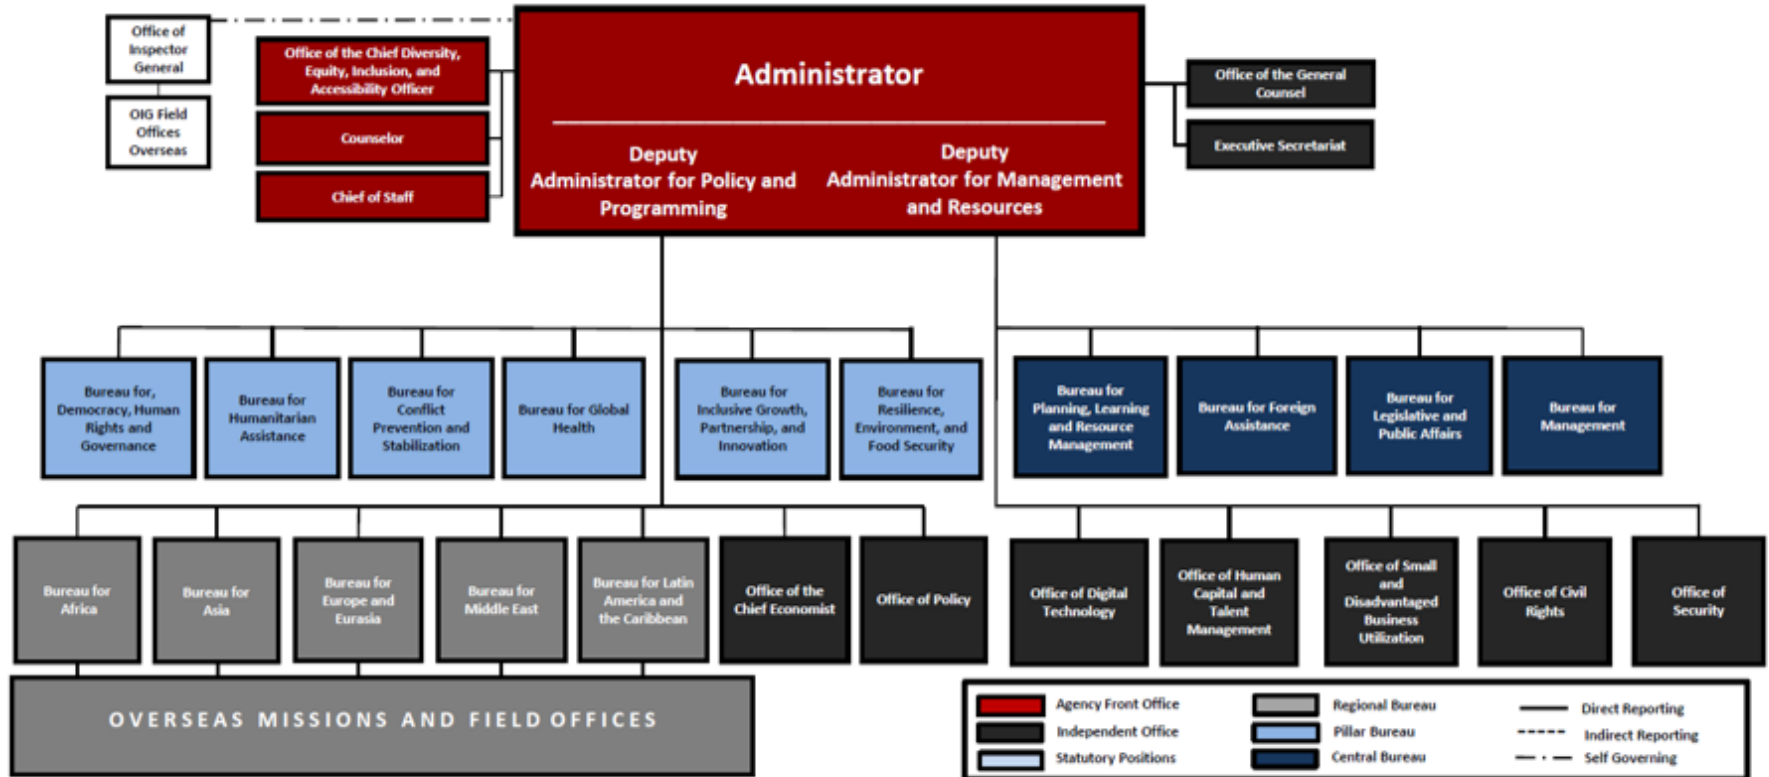 Office of
Inspector
General
OIG Field
Offices
Overseas
Office of the Chief Diversity,
Equity, Inclusion, and
Accessibility Officer
Counselor
Chief of Staff
Administrator
Deputy
Administrator for Policy and
Programming
Deputy
Administrator for Management
and Resources
Office of the General
Counsel
Executive Secretariat
Bureau for,
Democracy, Human
Rights and
Governance
Bureau for
Humanitarian
Assistance
Bureau for
Conflict
Prevention and
Stabilization
Bureau for Global
Health
Bureau for
Inclusive Growth,
Partnership, and
Innovation
Bureau for
Resilience,
Environment, and
Food Security
Bureau for
Planning, Learning
and Resource
Management
Bureau for Foreign
Assistance
Bureau for
Legislative and
Public Affairs
Bureau for
Management
Bureau for
Africa
Bureau for
Asia
Bureau for
Europe and
Eurasia
Bureau for
Middle East
Bureau for Latin
America and
the Caribbean
Office of the
Chief Economist
Office of Policy
Office of Digital
Technology
Office of Human
Capital and
Talent
Management
Office of Small
and
Disadvantaged
Business
Utilization
Office of Civil
Rights
Office of
Security
OVERSEAS MISSIONS AND FIELD OFFICES
Agency Front Office
Independent Office
Statutory Positions
Regional Bureau
Pillar Bureau
Central Bureau
Direct Reporting
Indirect Reporting
Self Governing